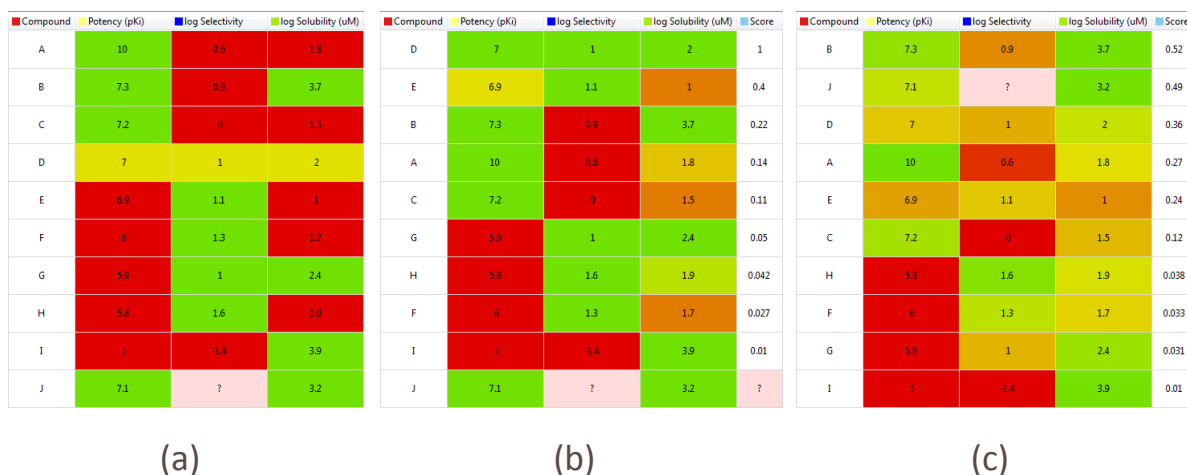 Compound Potency (pKi) log Selectivity log Solubility (uM)
A 10 0.6 1.8
B 7.3 0.9 3.7
C 7.2 0 1.5
D 7 1 2
E 6.9 1.1 1
F 6 1.3 1.7
G 5.9 1 2.4
H 5.8 1.6 1.9
I 5 -1.4 3.9
J 7.1 ? 3.2
(a)
Compound Potency (pKi) log Selectivity log Solubility (uM) Score
D 7 1 2 1
E 6.9 1.1 1 0.4
B 7.3 0.9 3.7 0.22
A 10 0.6 1.8 0.14
C 7.2 0 1.5 0.11
G 5.9 1 2.4 0.05
H 5.8 1.6 1.9 0.042
F 6 1.3 1.7 0.027
I 5 -1.4 3.9 0.01
J 7.1 ? 3.2 ?
(b)
Compound Potency (pKi) log Selectivity log Solubility (uM) Score
B 7.3 0.9 3.7 0.52
J 7.1 ? 3.2 0.49
D 7 1 2 0.36
A 10 0.6 1.8 0.27
E 6.9 1.1 1 0.24
C 7.2 0 1.5 0.12
H 5.8 1.6 1.9 0.038
F 6 1.3 1.7 0.033
G 5.9 1 2.4 0.031
I 5 -1.4 3.9 0.01
(c)